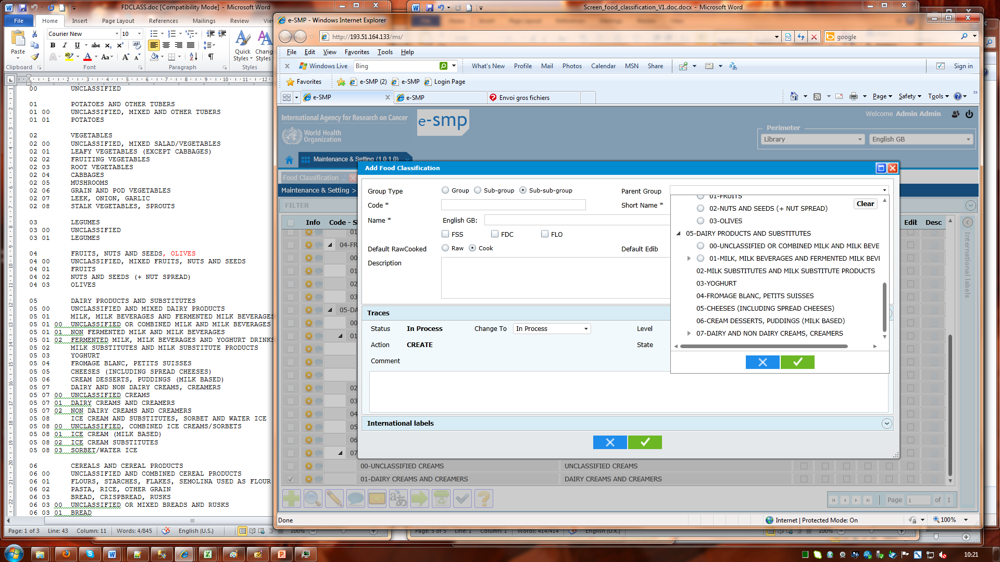 FDCLASS.doc [Compatibility Mode] - Microsoft Word
File Home Insert Page Layout References Mailings Review
Courier New 10
Paste
Quick Styles
Change Styles
Clipboard Font Paragraph Styles
00 UNCLASSIFIED
01 POTATOES AND OTHER TUBERS
01 00 UNCLASSIFIED, MIXED AND OTHER TUBERS
01 01 POTATOES
02 VEGETABLES
02 00 UNCLASSIFIED, MIXED SALAD/VEGETABLES
02 01 LEAFY VEGETABLES (EXCEPT CABBAGES)
02 02 FRUITING VEGETABLES
02 03 ROOT VEGETABLES
02 04 CABBAGES
02 05 MUSHROOMS
02 06 GRAIN AND POD VEGETABLES
02 07 LEEK, ONION, GARLIC
02 08 STALK VEGETABLES, SPROUTS
03 LEGUMES
03 00 UNCLASSIFIED
03 01 LEGUMES
04 FRUITS, NUTS AND SEEDS, OLIVES
04 00 UNCLASSIFIED, MIXED FRUITS, NUTS AND SEEDS
04 01 FRUITS
04 02 NUTS AND SEEDS (+ NUT SPREAD)
04 03 OLIVES
05 DAIRY PRODUCTS AND SUBSTITUTES
05 00 UNCLASSIFIED AND MIXED DAIRY PRODUCTS
05 01 MILK, MILK BEVERAGES AND FERMENTED MILK BEVERAGES
05 01 00 UNCLASSIFIED OR COMBINED MILK AND MILK BEVERAGES
05 01 01 NON FERMENTED MILK AND MILK BEVERAGES
05 01 02 FERMENTED MILK, MILK BEVERAGES AND YOGHURT DRINKS
05 02 MILK SUBSTITUTES AND MILK SUBSTITUTE PRODUCTS
05 03 YOGHURT
05 04 FROMAGE BLANC, PETITS SUISSES
05 05 CHEESES (INCLUDING SPREAD CHEESES)
05 06 CREAM DESSERTS, PUDDINGS (MILK BASED)
05 07 DAIRY AND NON DAIRY CREAMS, CREAMERS
05 07 00 UNCLASSIFIED CREAMS
05 07 01 DAIRY CREAMS AND CREAMERS
05 07 02 NON DAIRY CREAMS AND CREAMERS
05 08 ICE CREAM AND SUBSTITUTES, SORBET AND WATER ICE
05 08 00 UNCLASSIFIED, COMBINED ICE CREAMS/SORBETS
05 08 01 ICE CREAM (MILK BASED)
05 08 02 ICE CREAM SUBSTITUTES
05 08 03 SORBET/WATER ICE
06 CEREALS AND CEREAL PRODUCTS
06 00 UNCLASSIFIED AND COMBINED CEREAL PRODUCTS
06 01 FLOURS, STARCHES, FLAKES, SEMOLINA USED AS FLOUR
06 02 PASTA, RICE, OTHER GRAIN
06 03 BREAD, CRISPBREAD, RUSKS
06 03 00 UNCLASSIFIED OR MIXED BREADS AND RUSKS
06 03 01 BREAD
Page: 1 of 3 Line: 43 Column: 11 Words: 4/845 English (U.S.) 100%
Screen_food_classification_V1.doc.docx - Microsoft Word
e-SMP - Windows Internet Explorer
http://193.51.164.133/ms/
google
File Edit View Favorites Tools Help
Windows Live Bing What's New Profile Mail Photos Calendar MSN Share Sign in
Favorites e-SMP (2) e-SMP Login Page
e-SMP e-SMP Envoi gros fichiers Page Safety Tools
International Agency for Research on Cancer
World Health Organization
e-smp
Welcome Admin Admin
Perimeter
Library English GB
Maintenance & Setting (1.0.1.0)
Food Classification
Maintenance & Setting >
FILTER
Info Code - S Edit Desc
01
04-FR
00
01
02
03
05-DA
00
01
02
03
04
05
06
07
00-UNCLASSIFIED CREAMS UNCLASSIFIED CREAMS
01-DAIRY CREAMS AND CREAMERS DAIRY CREAMS AND CREAMERS
International labels
Page 1 of 1
Add Food Classification
Group Type Group Sub-group Sub-sub-group Parent Group
Code * Short Name *
Name * English GB:
FSS FDC FLO
Default RawCooked Raw Cook Default Edib
Description
01-FRUITS
Clear
02-NUTS AND SEEDS (+ NUT SPREAD)
03-OLIVES
05-DAIRY PRODUCTS AND SUBSTITUTES
00-UNCLASSIFIED OR COMBINED MILK AND MILK BEVE
01-MILK, MILK BEVERAGES AND FERMENTED MILK BEVE
02-MILK SUBSTITUTES AND MILK SUBSTITUTE PRODUCTS
03-YOGHURT
04-FROMAGE BLANC, PETITS SUISSES
05-CHEESES (INCLUDING SPREAD CHEESES)
06-CREAM DESSERTS, PUDDINGS (MILK BASED)
07-DAIRY AND NON DAIRY CREAMS, CREAMERS
Traces
Status In Process Change To In Process Level
Action CREATE State
Comment
International labels
Done Internet | Protected Mode: On 100%
Page: 5 of 5 Line: 1 Column: 1 Words: 414/414 English (U.K.) 100%
10:21